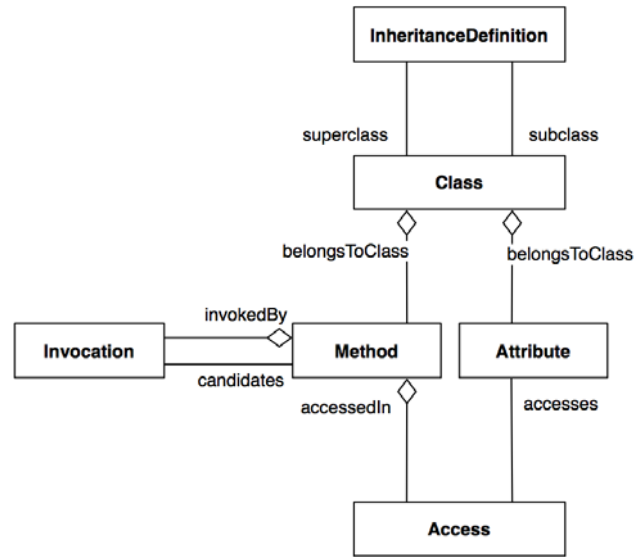 InheritanceDefinition
superclass
subclass
Class
belongsToClass
belongsToClass
invokedBy
Invocation
Method
Attribute
candidates
accessedIn
accesses
Access